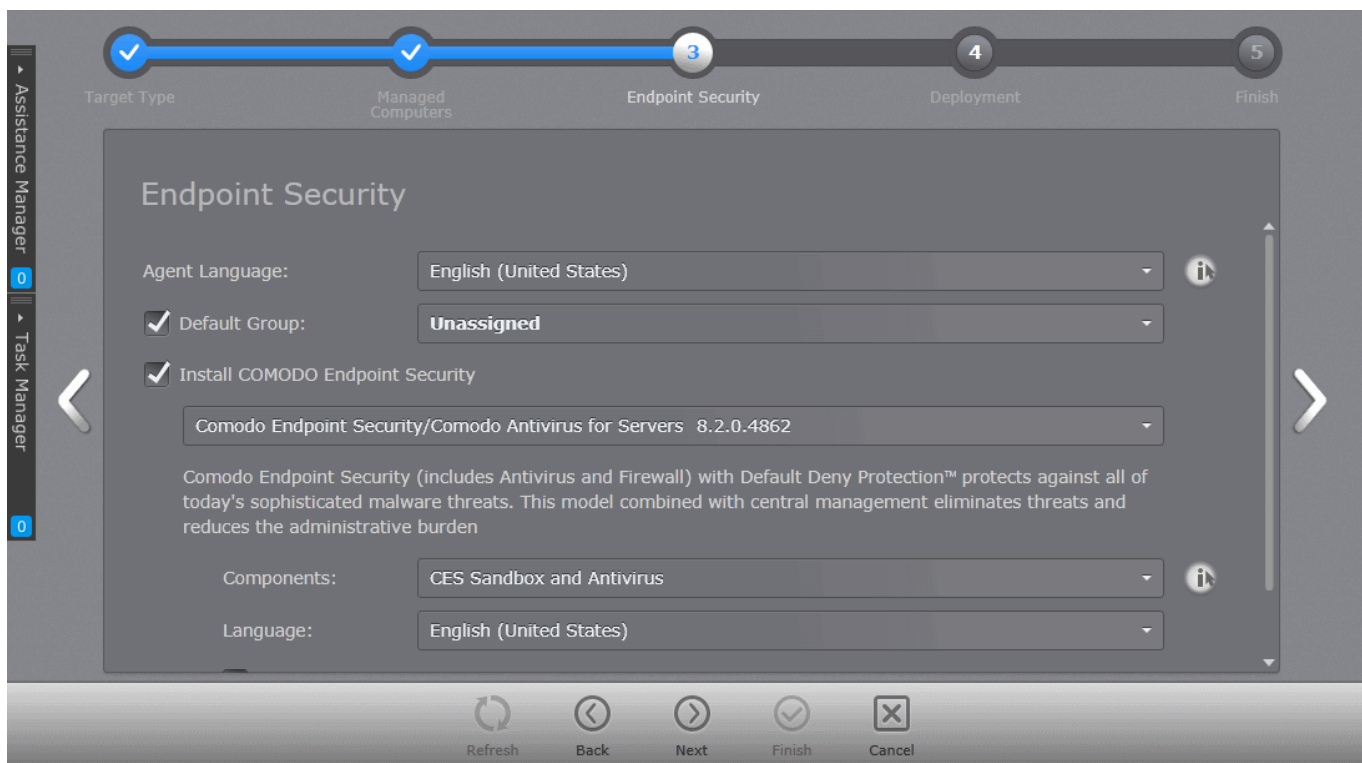 3
4
5
Target Type
Managed
Computers
Endpoint Security
Deployment
Finish
Assistance Manager
0
Task Manager
0
Endpoint Security
Agent Language:
English (United States)
Default Group:
Unassigned
Install COMODO Endpoint Security
Comodo Endpoint Security/Comodo Antivirus for Servers 8.2.0.4862
Comodo Endpoint Security (includes Antivirus and Firewall) with Default Deny Protection™ protects against all of
today's sophisticated malware threats. This model combined with central management eliminates threats and
reduces the administrative burden
Components:
CES Sandbox and Antivirus
Language:
English (United States)
Refresh
Back
Next
Finish
Cancel